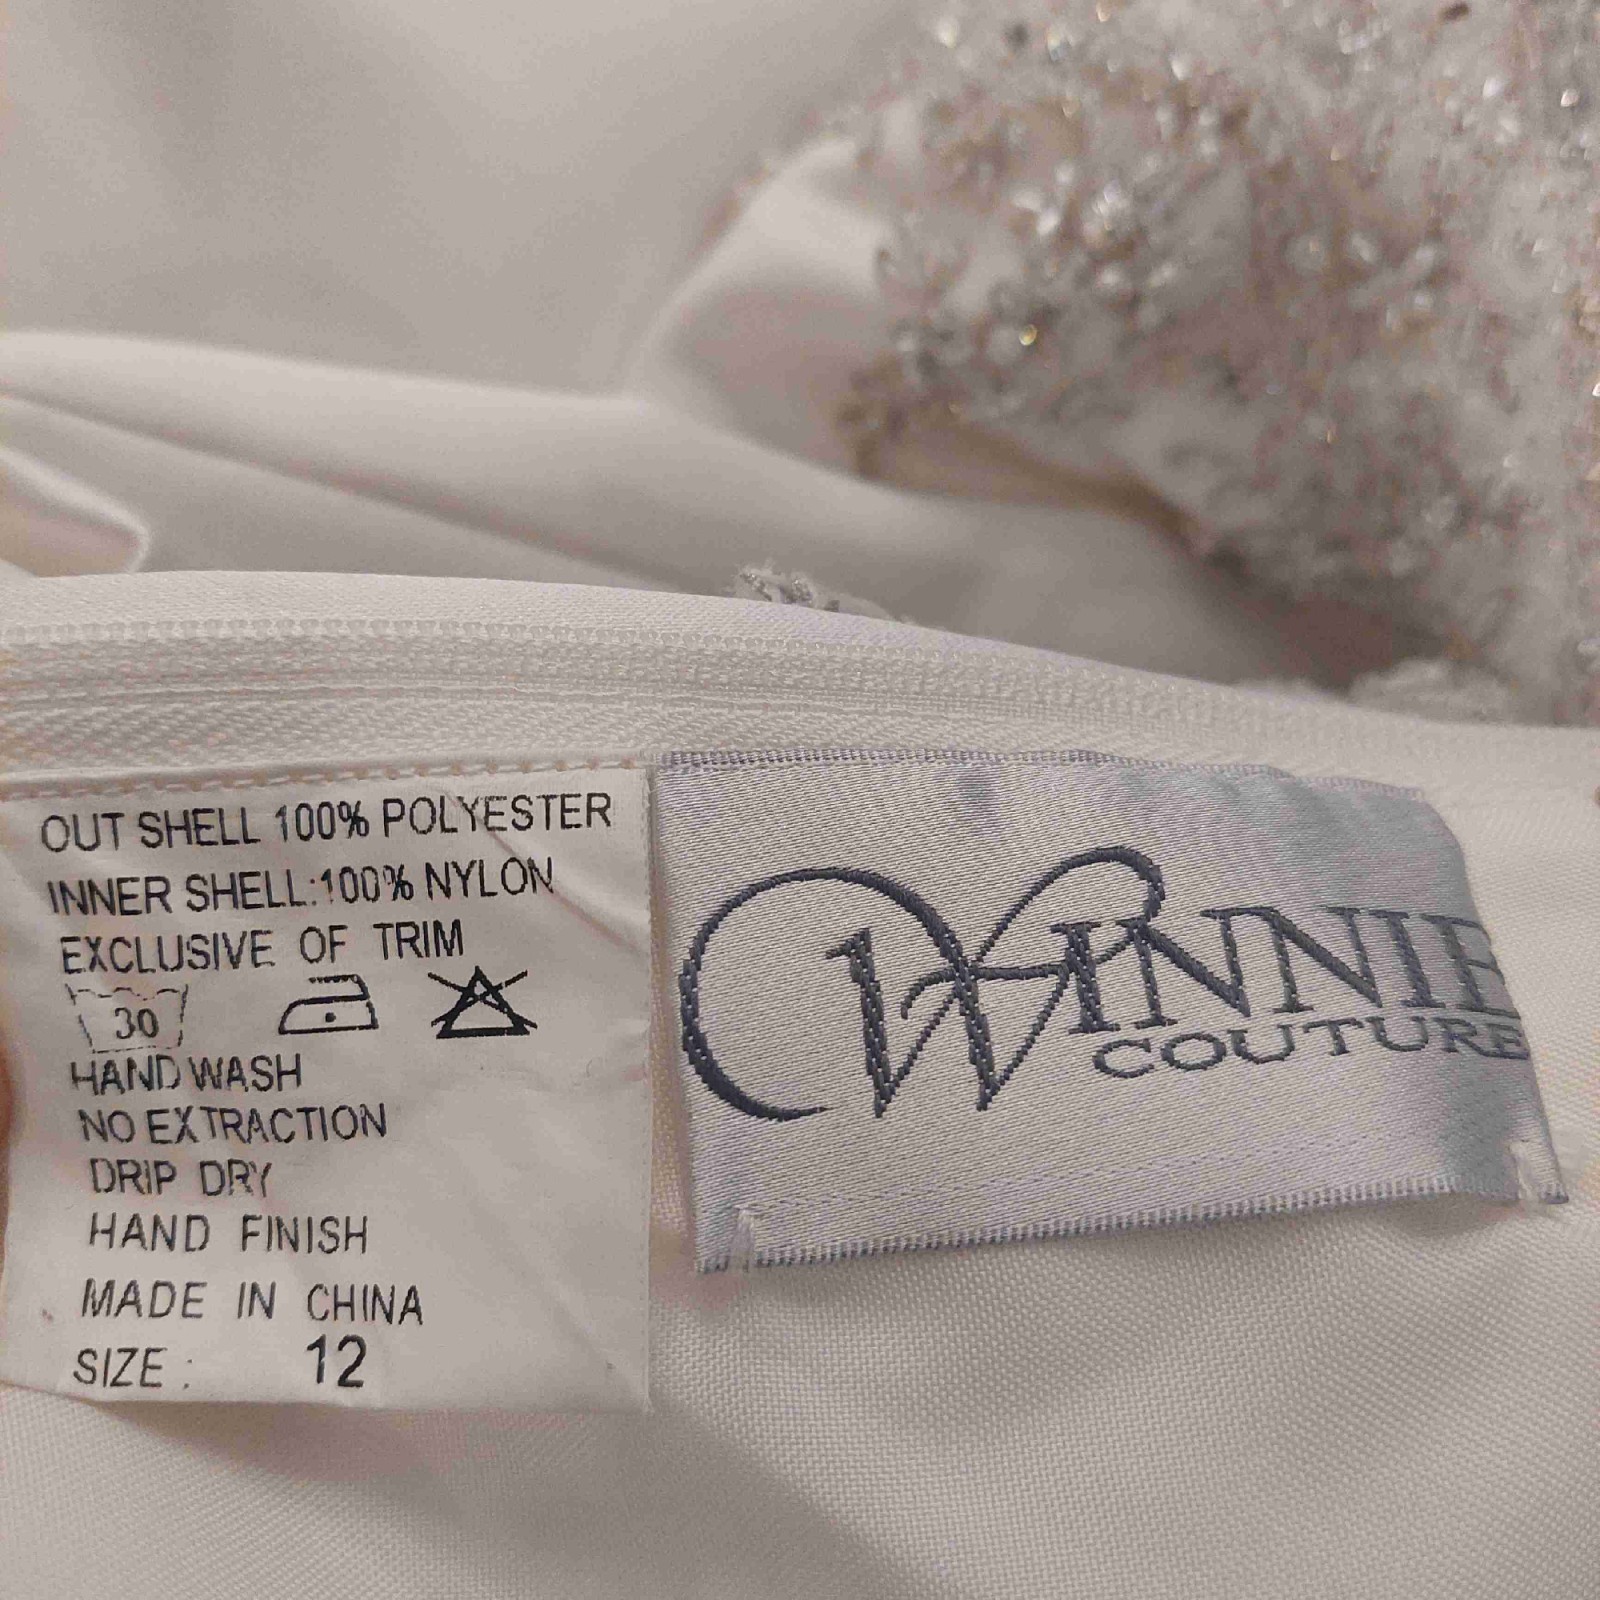 OUT SHELL 100% POLYESTER
INNER SHELL:100% NYLON
EXCLUSIVE OF TRIM
30
HAND WASH
NO EXTRACTION
DRIP DRY
HAND FINISH
MADE IN CHINA
SIZE : 12
W WINNIE
COUTURE